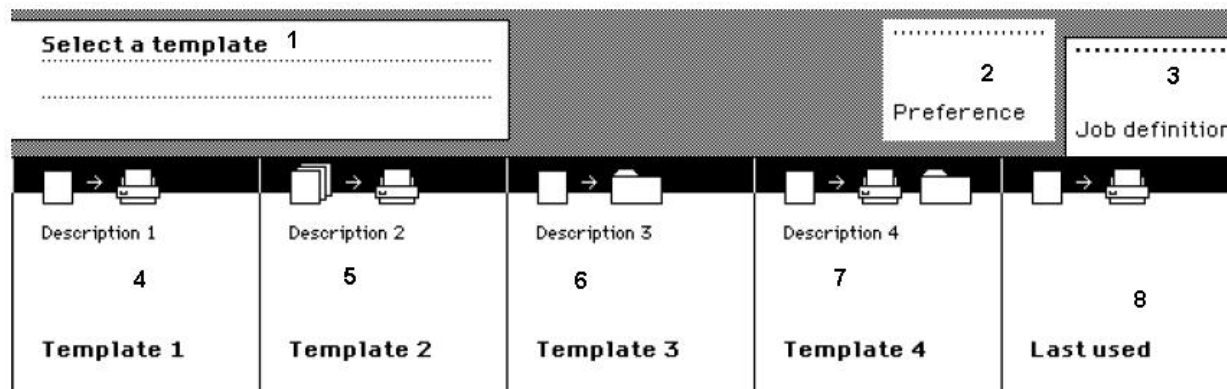 Select a template 1
2
Preference
3
Job definition
Description 1
Description 2
Description 3
Description 4
4
5
6
7
8
Template 1
Template 2
Template 3
Template 4
Last used